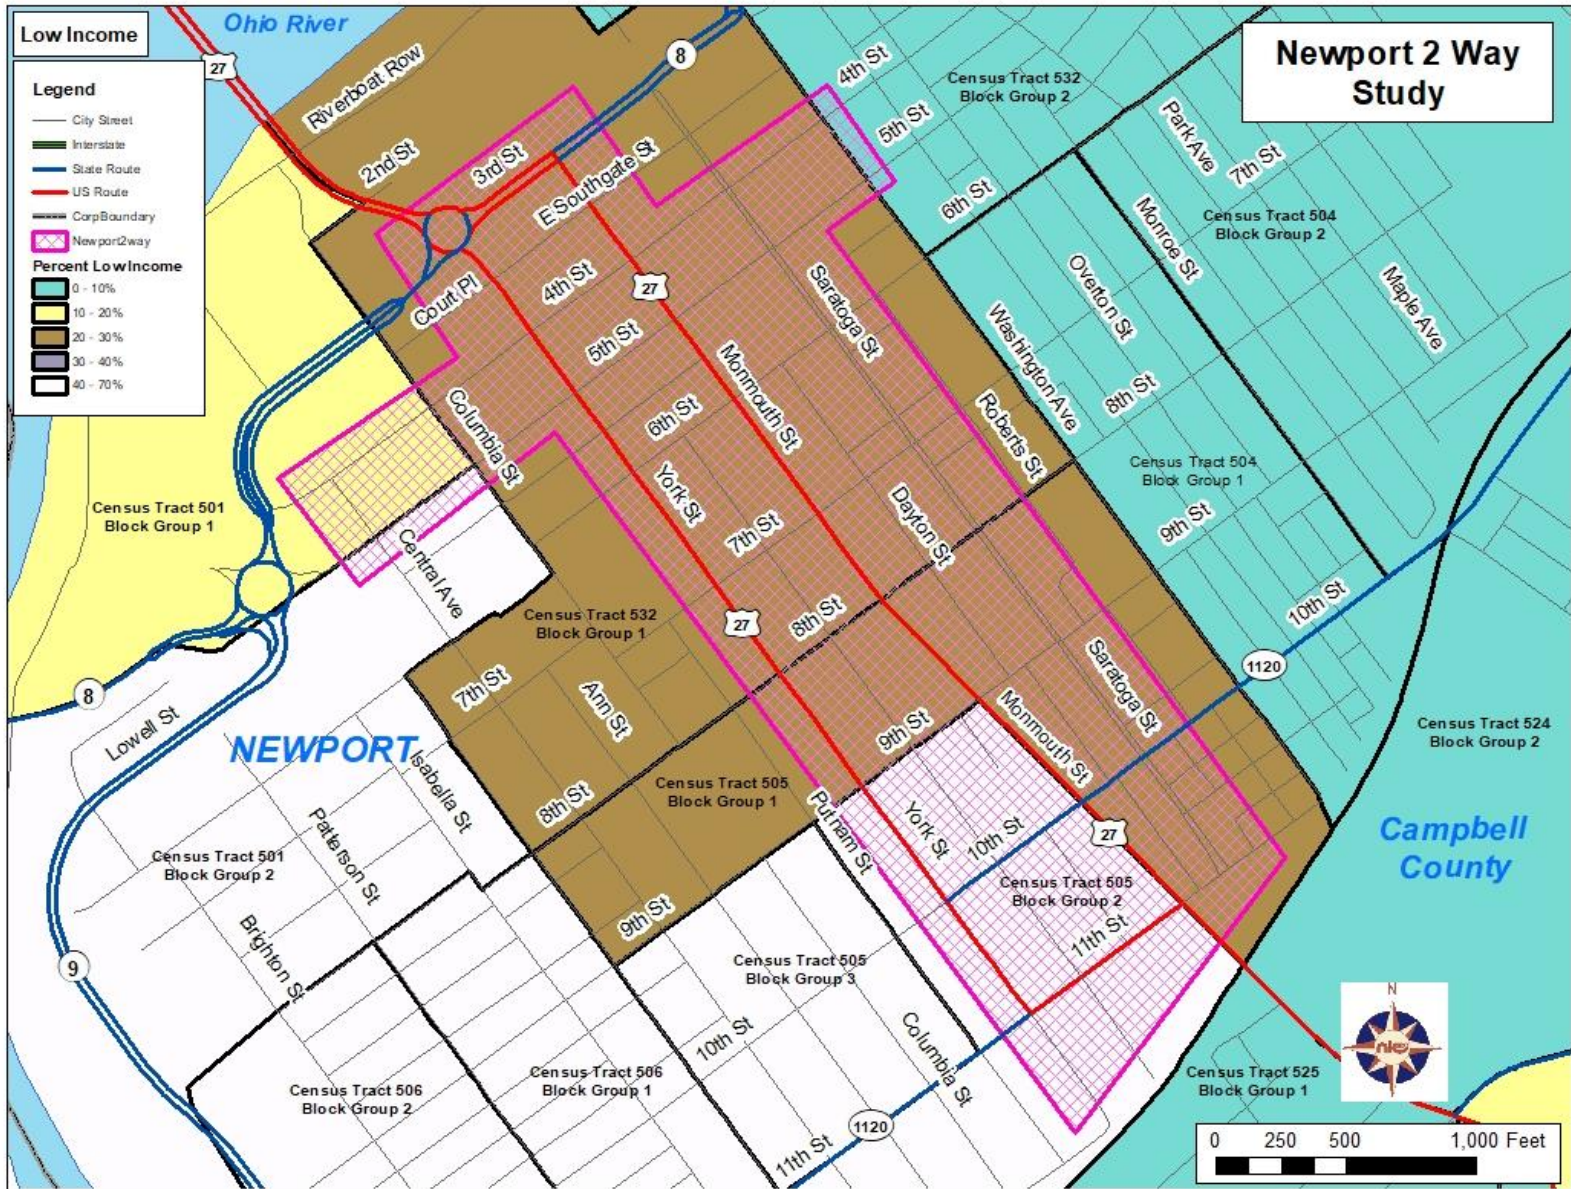 Low Income
Ohio River
Newport 2 Way
Study
Legend
City Street
Interstate
State Route
US Route
CorpBoundary
Newport2way
Percent Low Income
0 - 10%
10 - 20%
20 - 30%
30 - 40%
40 - 70%
27
8
Riverboat Row
2nd St
3rd St
E Southgate St
4th St
5th St
6th St
Census Tract 532
Block Group 2
Park Ave
7th St
Monroe St
Census Tract 504
Block Group 2
Overton St
Maple Ave
Court Pl
4th St
27
5th St
Saratoga St
Washington Ave
8th St
Monmouth St
Columbia St
6th St
Roberts St
Census Tract 504
Block Group 1
York St
Dayton St
9th St
7th St
Census Tract 501
Block Group 1
Central Ave
Census Tract 532
Block Group 1
27
8th St
10th St
1120
Saratoga St
8
Lowell St
NEWPORT
7th St
Ann St
Monmouth St
9th St
Census Tract 524
Block Group 2
Isabella St
8th St
Census Tract 505
Block Group 1
Putnam St
York St
10th St
27
Campbell
County
Census Tract 501
Block Group 2
Patterson St
Census Tract 505
Block Group 2
11th St
Brighton St
9th St
9
Census Tract 505
Block Group 3
10th St
Columbia St
N
Census Tract 506
Block Group 2
Census Tract 506
Block Group 1
Census Tract 525
Block Group 1
1120
11th St
0 250 500 1,000 Feet